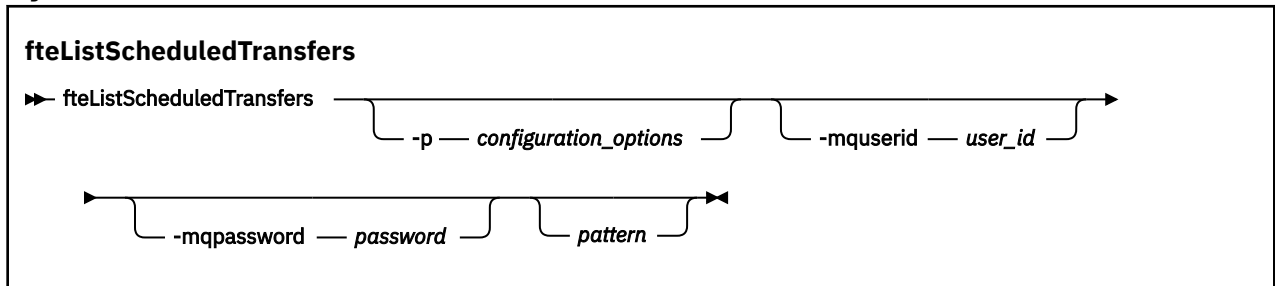 fteListScheduledTransfers
fteListScheduledTransfers
-p configuration_options -mquserid user_id
-mqpassword password pattern